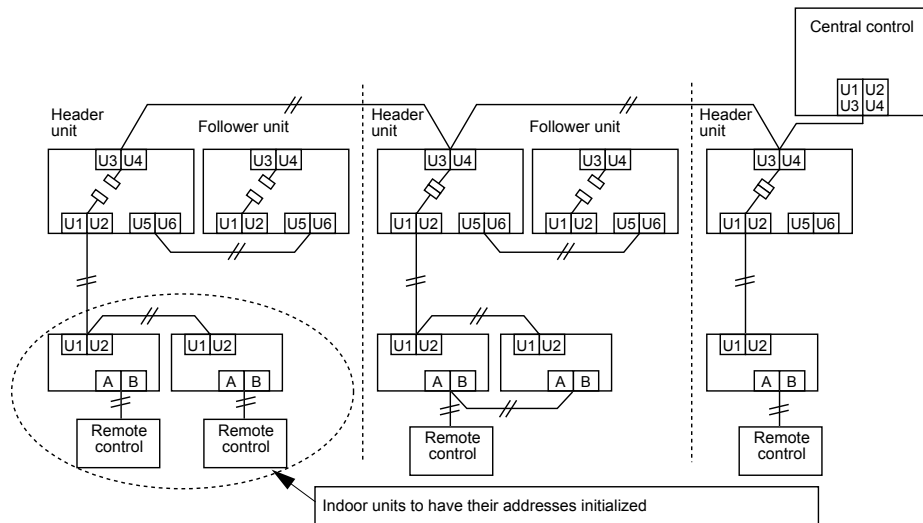 Central control
U1 U2
U3 U4
Header unit
Follower unit
Header unit
Follower unit
Header unit
U3 U4
U3 U4
U3 U4
U3 U4
U3 U4
U1 U2
U5 U6
U1 U2
U5 U6
U1 U2
U5 U6
U1 U2
U5 U6
U1 U2
U5 U6
U1 U2
U1 U2
U1 U2
U1 U2
U1 U2
A B
A B
A B
A B
A B
Remote control
Remote control
Remote control
Remote control
Indoor units to have their addresses initialized